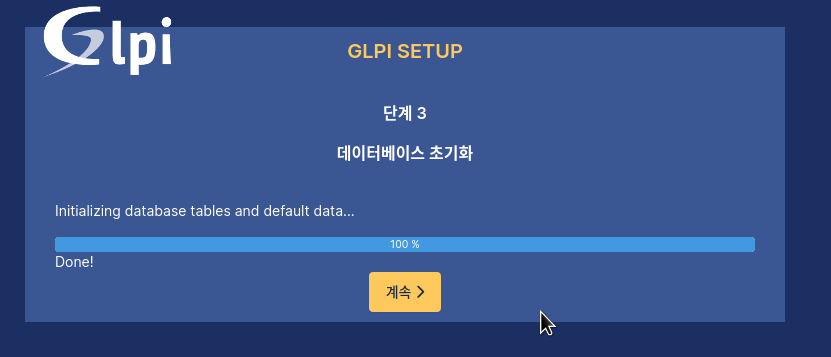 Glpi
GLPI SETUP
단계 3
데이터베이스 초기화
Initializing database tables and default data...
100 %
Done!
계속